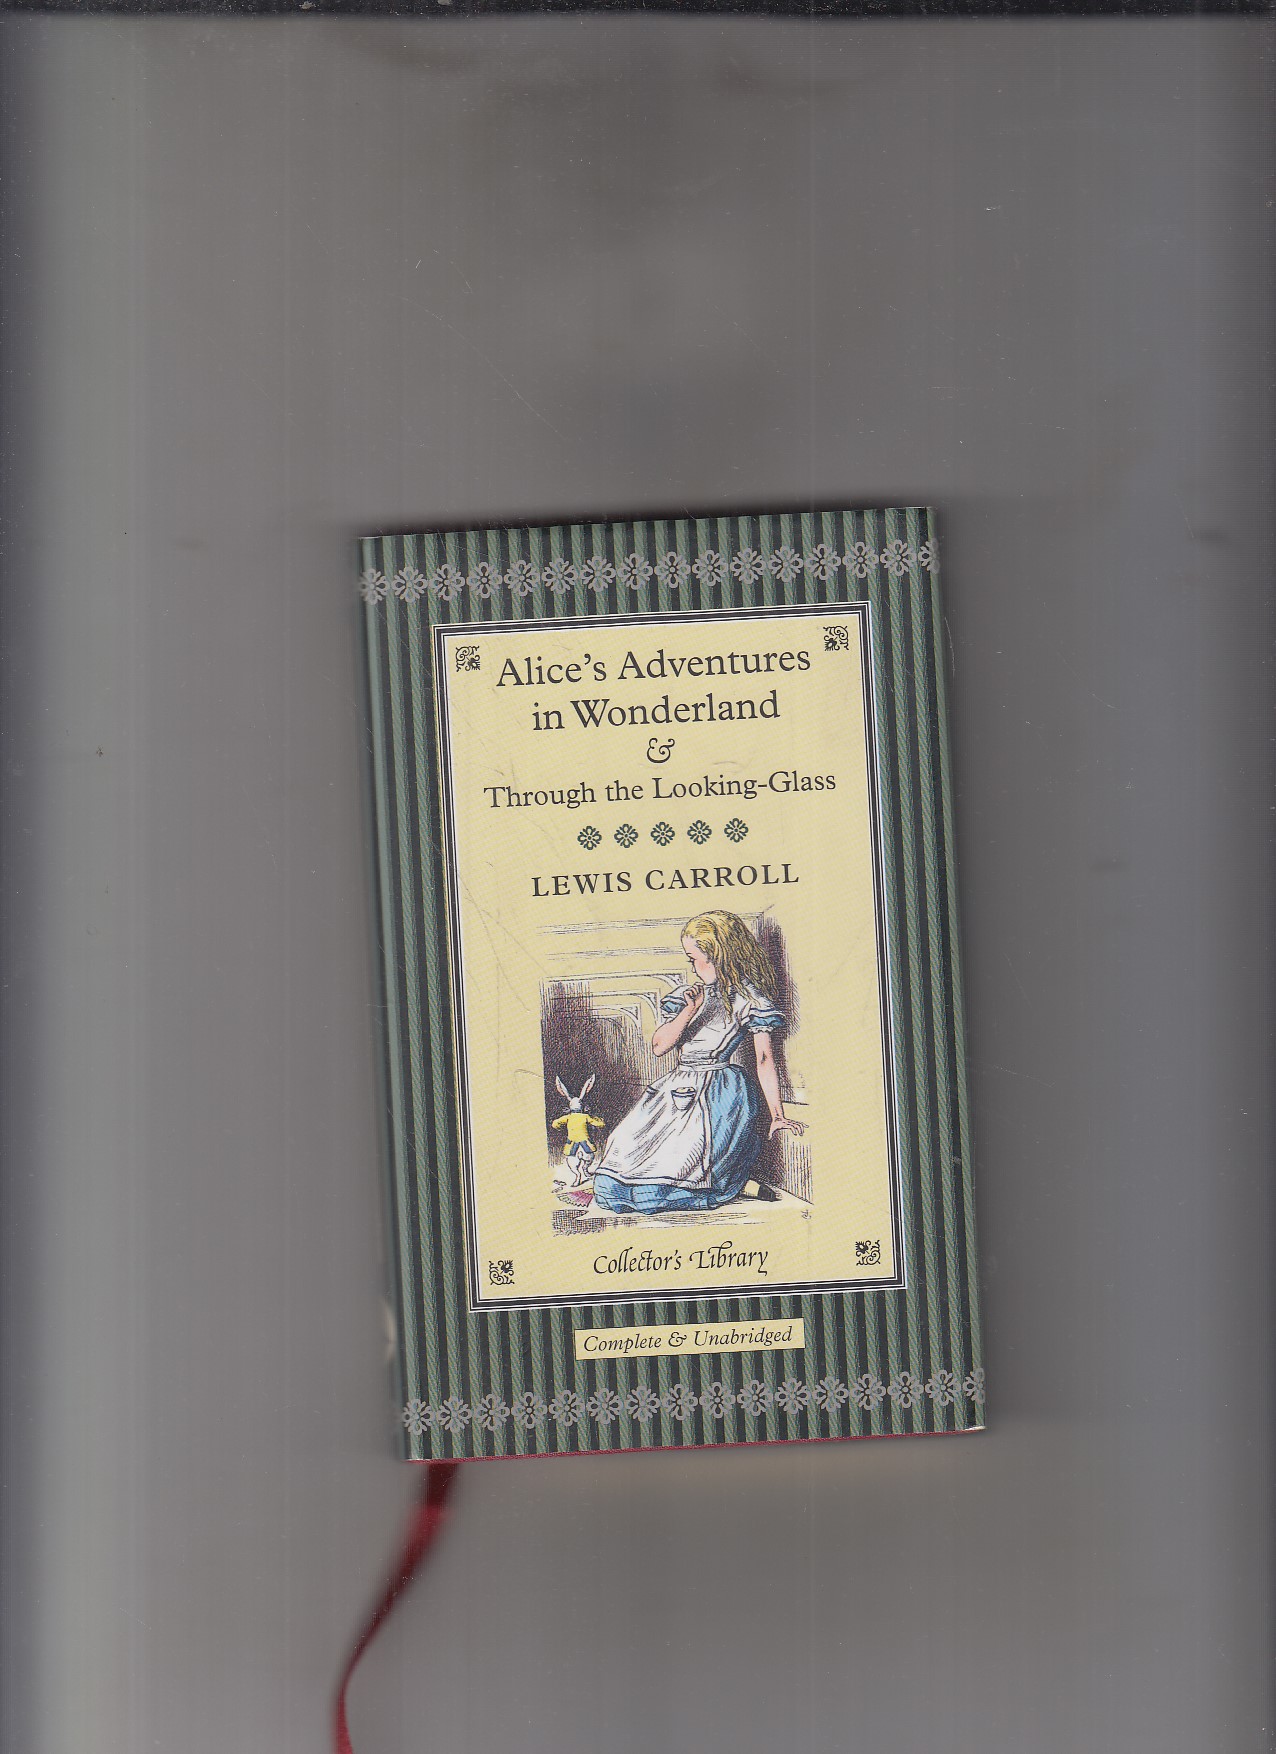 Alice's Adventures
in Wonderland
&
Through the Looking-Glass
LEWIS CARROLL
Collector's Library
Complete & Unabridged